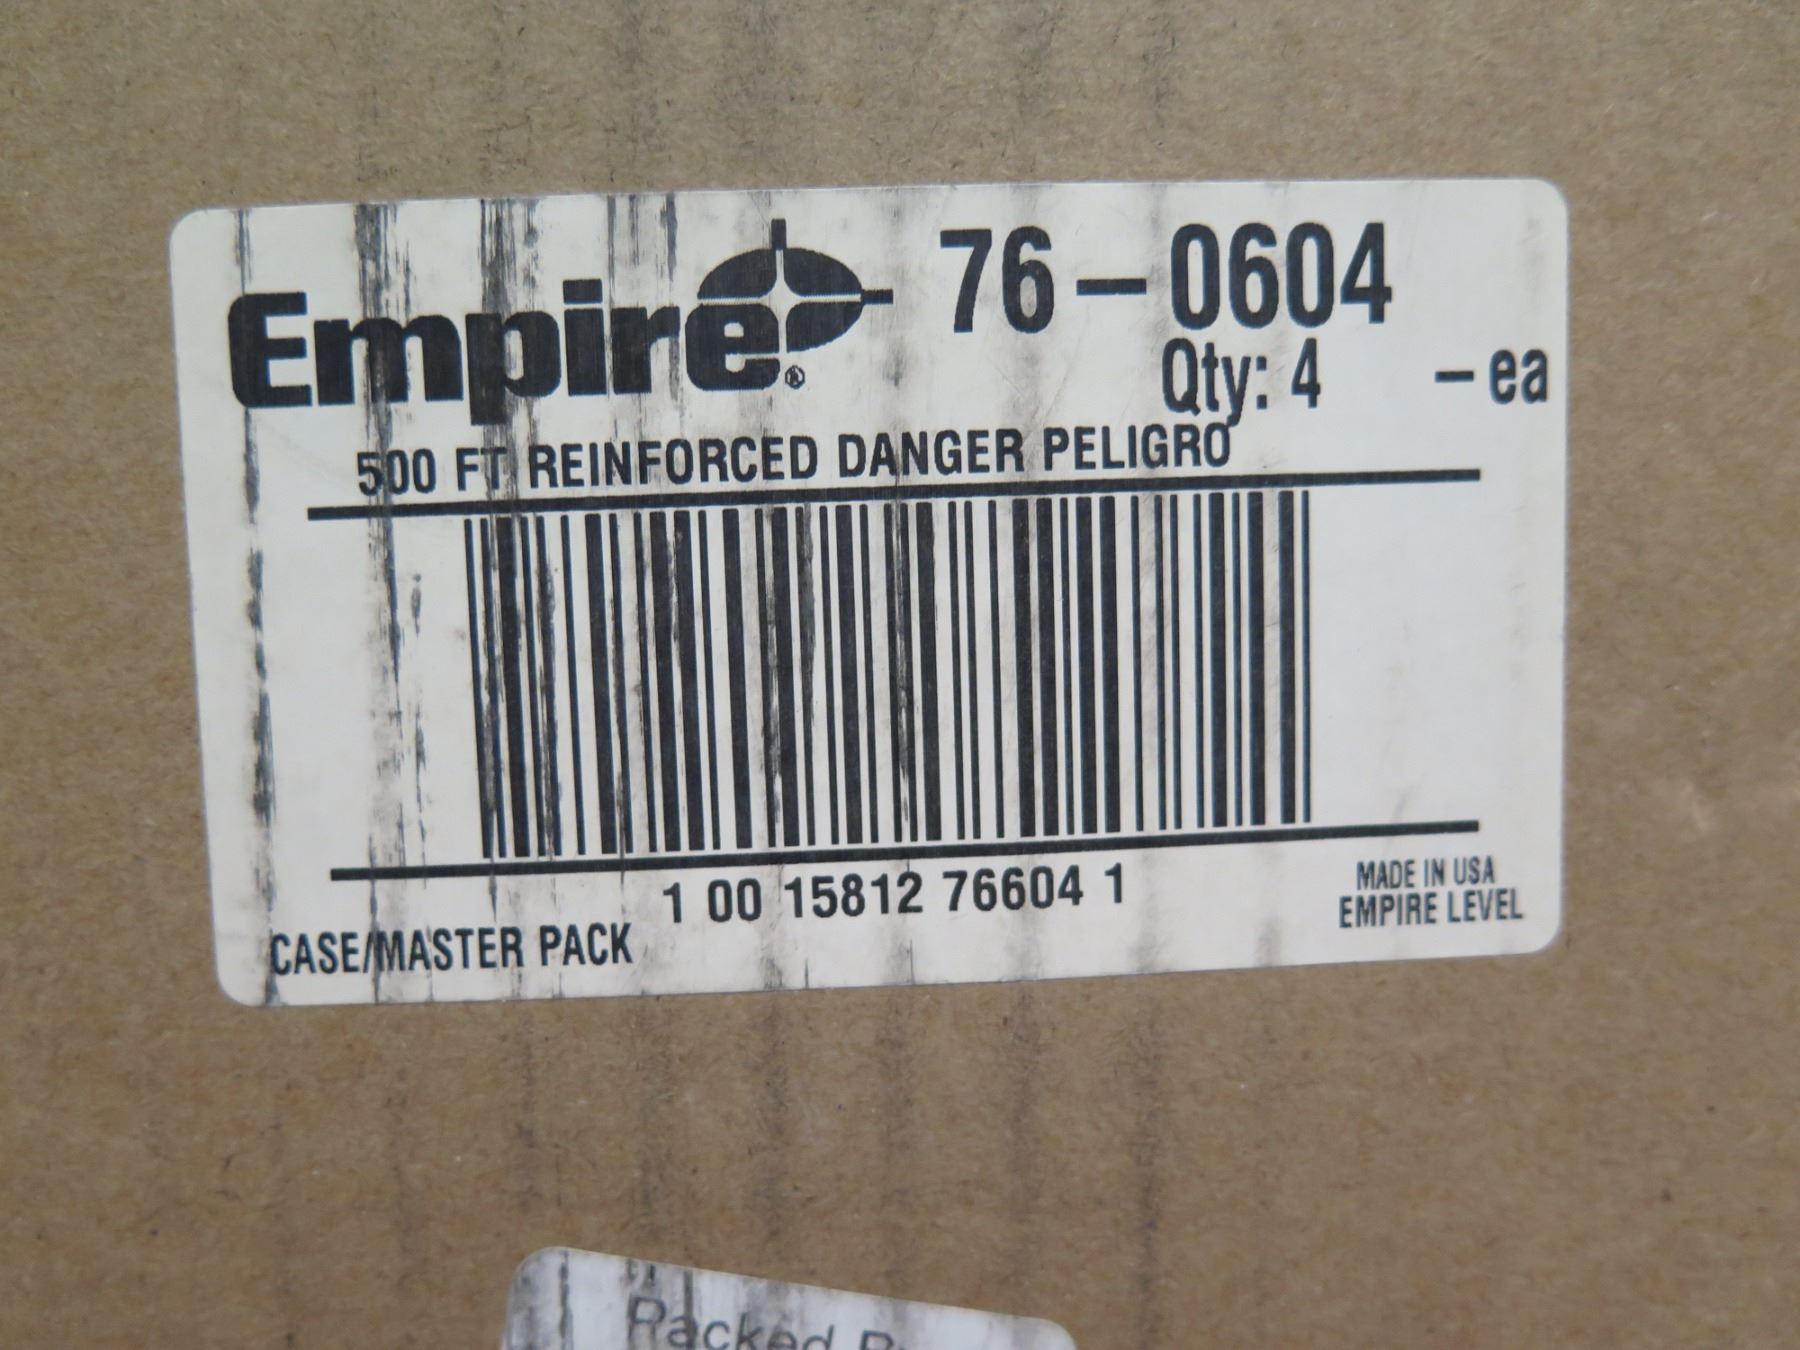 Empire® 76-0604
Qty: 4 -ea
500 FT REINFORCED DANGER PELIGRO
1 00 15812 76604 1
MADE IN USA
EMPIRE LEVEL
CASE/MASTER PACK
Packed